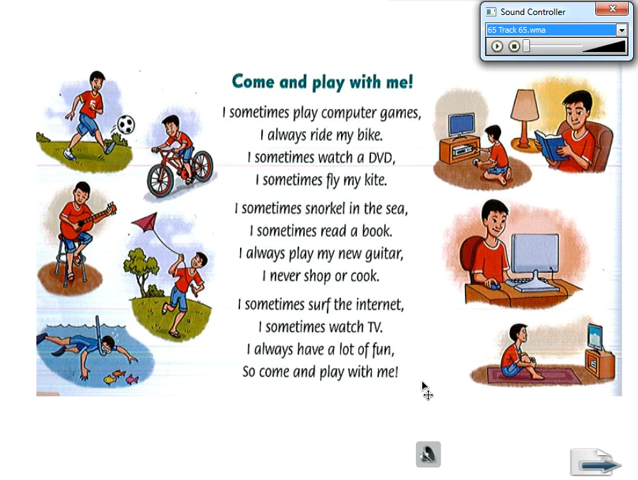 Sound Controller
65 Track 65.wma
Come and play with me!
I sometimes play computer games,
I always ride my bike.
I sometimes watch a DVD,
I sometimes fly my kite.
I sometimes snorkel in the sea,
I sometimes read a book.
I always play my new guitar,
I never shop or cook.
I sometimes surf the internet,
I sometimes watch TV.
I always have a lot of fun,
So come and play with me!